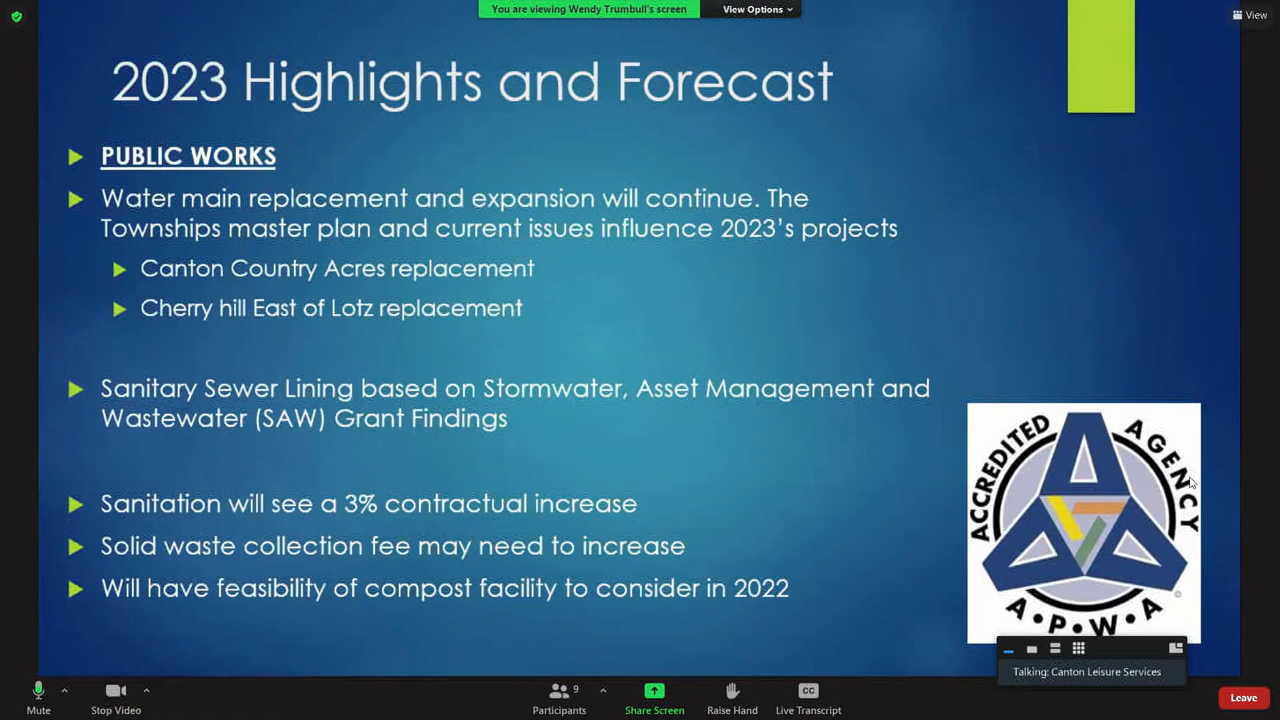 You are viewing Wendy Trumbull's screen
View Options
View
2023 Highlights and Forecast
PUBLIC WORKS
Water main replacement and expansion will continue. The
Townships master plan and current issues influence 2023's projects
Canton Country Acres replacement
Cherry hill East of Lotz replacement
Sanitary Sewer Lining based on Stormwater, Asset Management and
Wastewater (SAW) Grant Findings
Sanitation will see a 3% contractual increase
Solid waste collection fee may need to increase
Will have feasibility of compost facility to consider in 2022
ACCREDITED AGENCY
A•P•W•A
©
Talking: Canton Leisure Services
Mute
Stop Video
9
Participants
Share Screen
Raise Hand
CC
Live Transcript
Leave